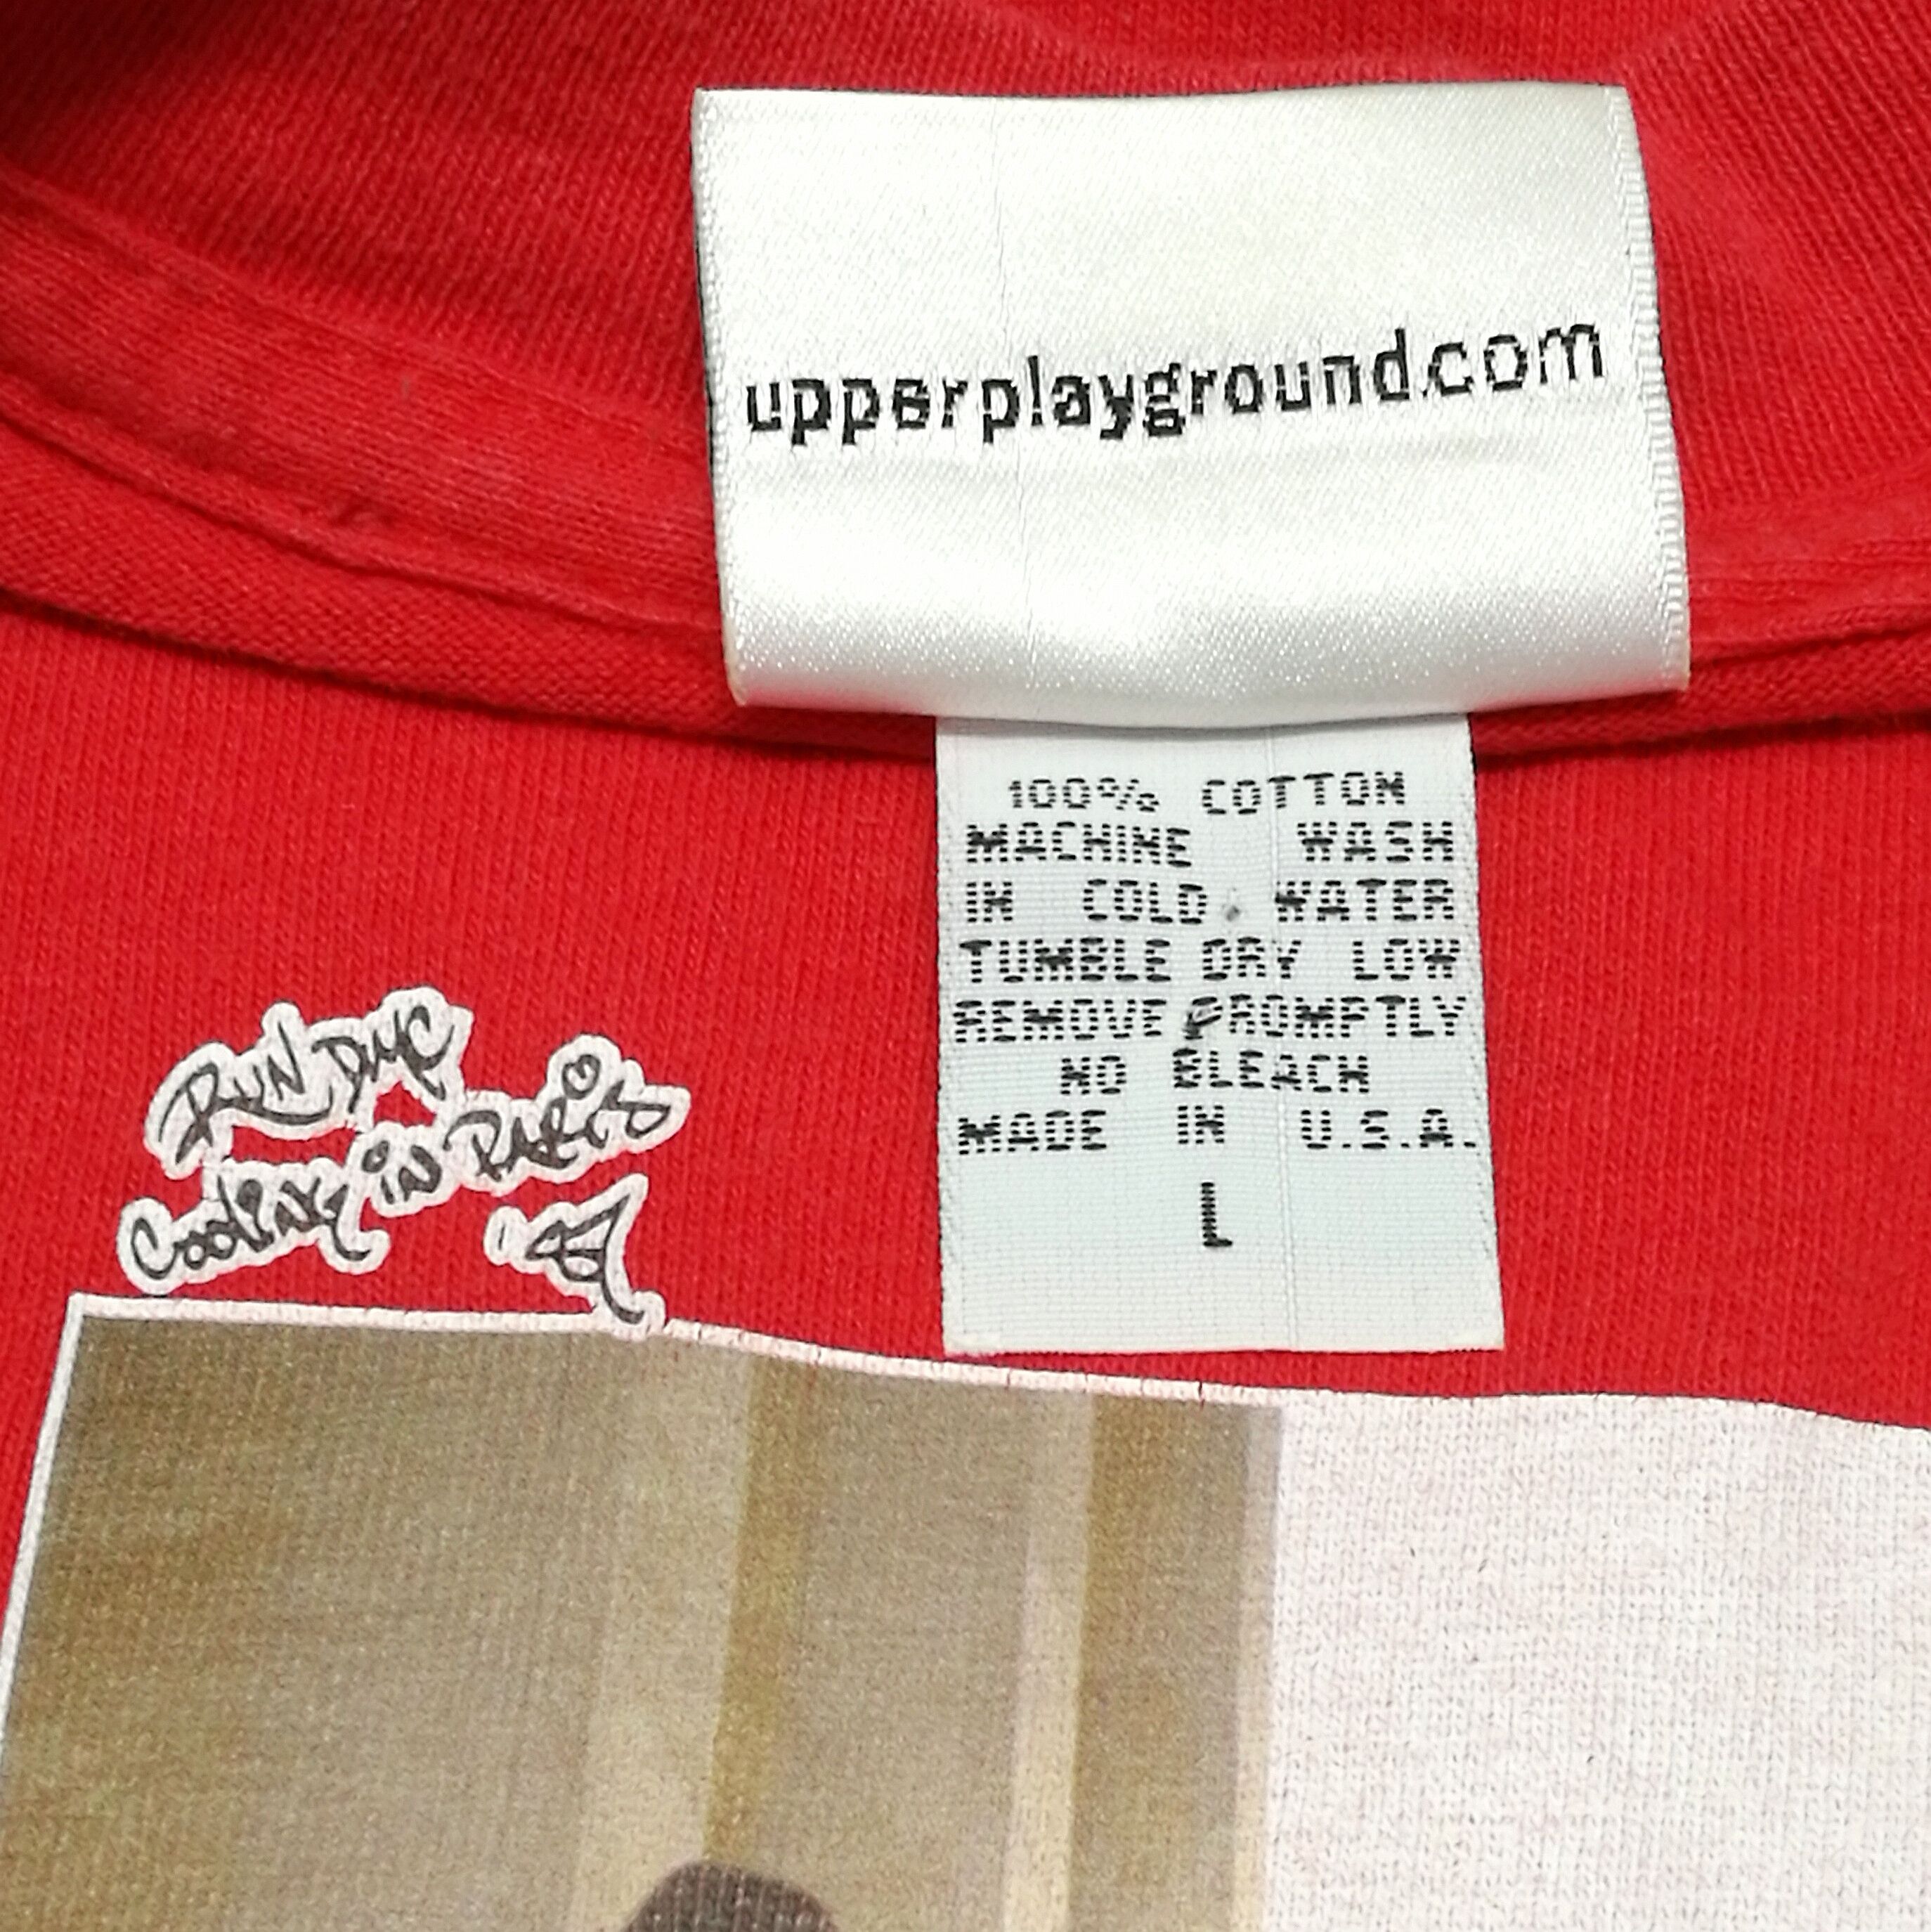 upperplayground.com
100% COTTON
MACHINE WASH
IN COLD WATER
TUMBLE DRY LOW
REMOVE PROMPTLY
NO BLEACH
MADE IN U.S.A.
L
RUN DMC
Cooling in PARis